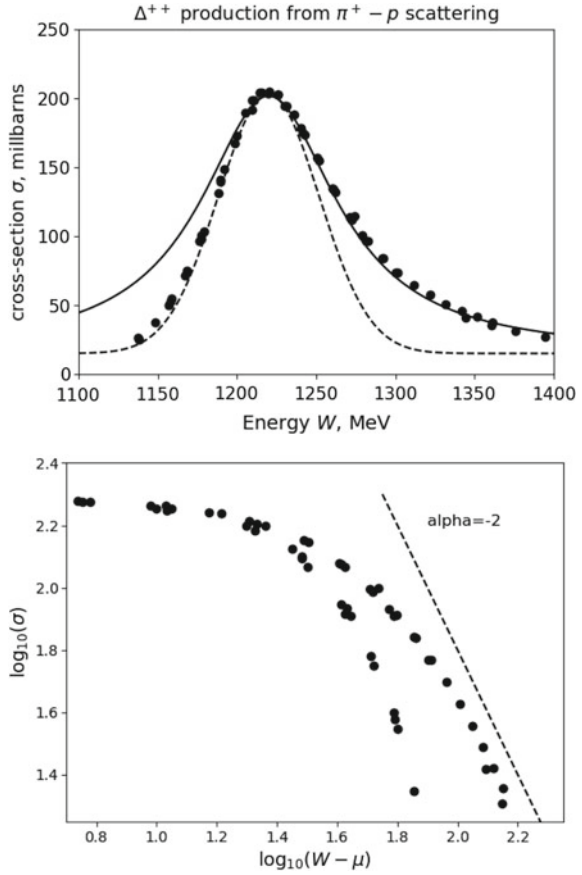 Δ++ production from π+ − p scattering
250
200
150
100
50
0
cross-section σ, millbarns
1100 1150 1200 1250 1300 1350 1400
Energy W, MeV
2.4
2.2
2.0
1.8
1.6
1.4
log10(σ)
alpha=-2
0.8 1.0 1.2 1.4 1.6 1.8 2.0 2.2
log10(W − μ)